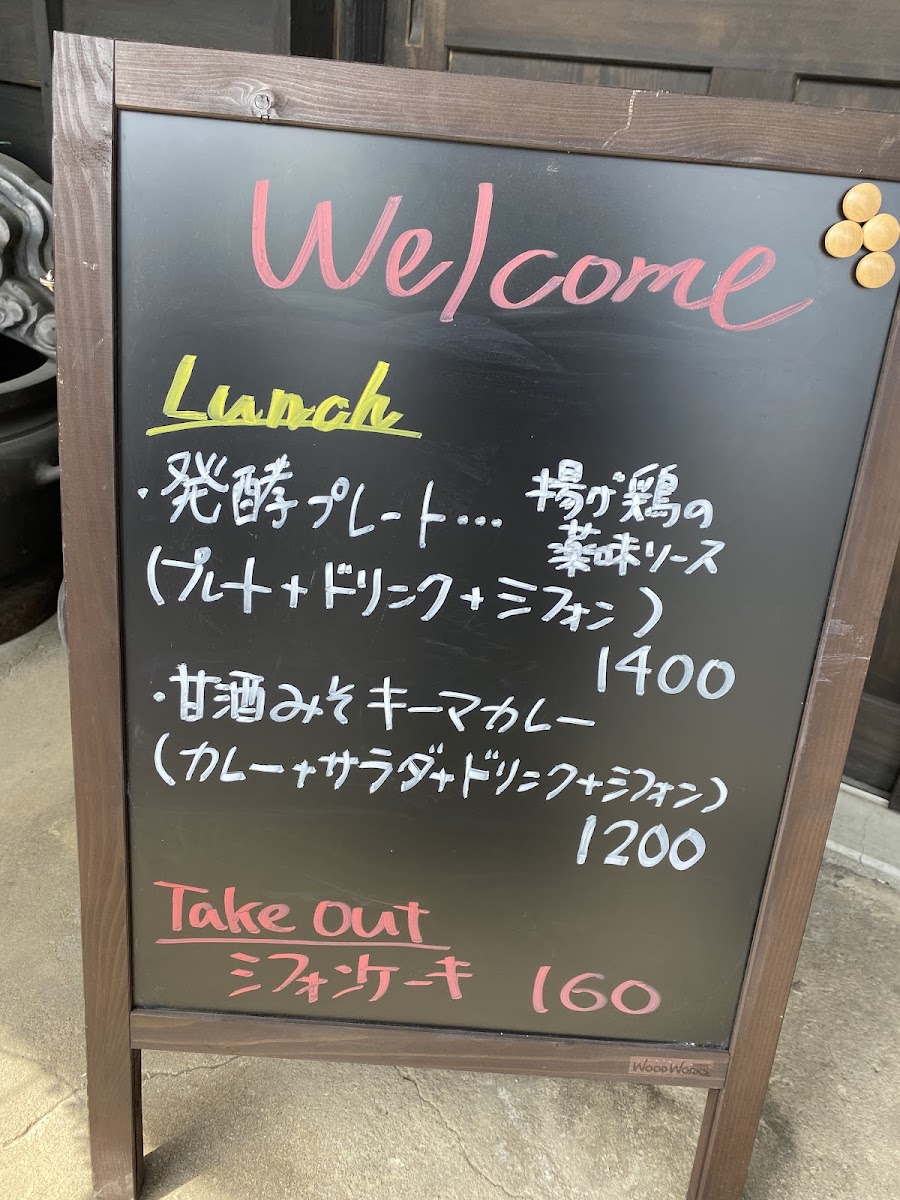 Welcome
Lunch
・発酵プレート… 揚げ鶏の
薬味ソース
(プレート+ドリンク+シフォン)
1400
・甘酒みそキーマカレー
(カレー+サラダ+ドリンク+シフォン)
1200
Take out
シフォンケーキ 160
WOOD WORKS